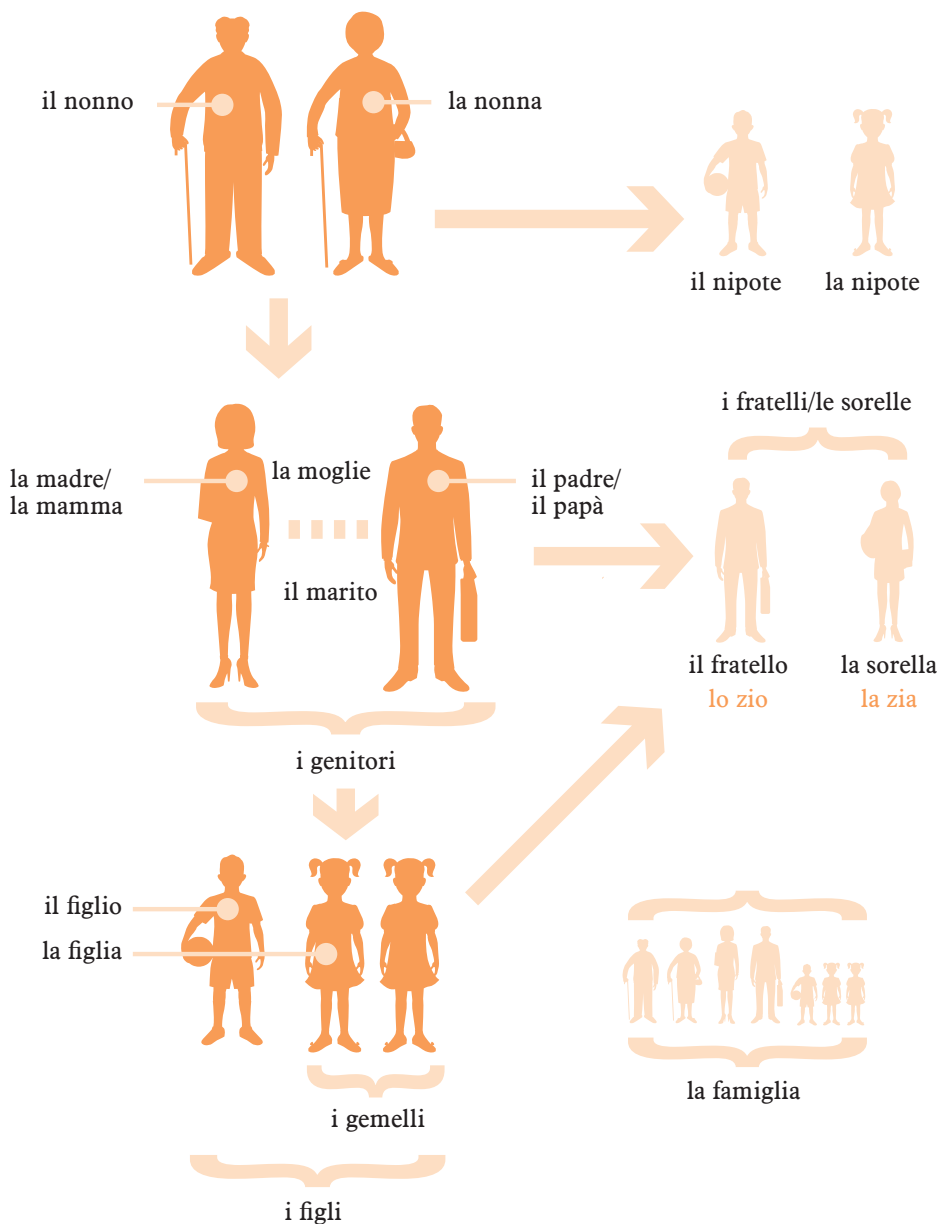 il nonno
la nonna
il nipote
la nipote
i fratelli/le sorelle
la madre/
la mamma
la moglie
il padre/
il papà
il marito
il fratello
la sorella
lo zio
la zia
i genitori
il figlio
la figlia
i gemelli
la famiglia
i figli